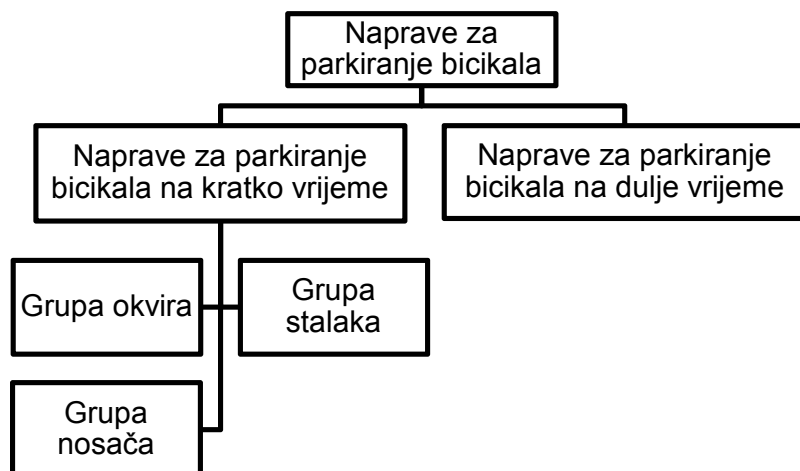 Naprave za
parkiranje bicikala
Naprave za parkiranje
bicikala na kratko vrijeme
Naprave za parkiranje
bicikala na dulje vrijeme
Grupa okvira
Grupa
stalaka
Grupa
nosača